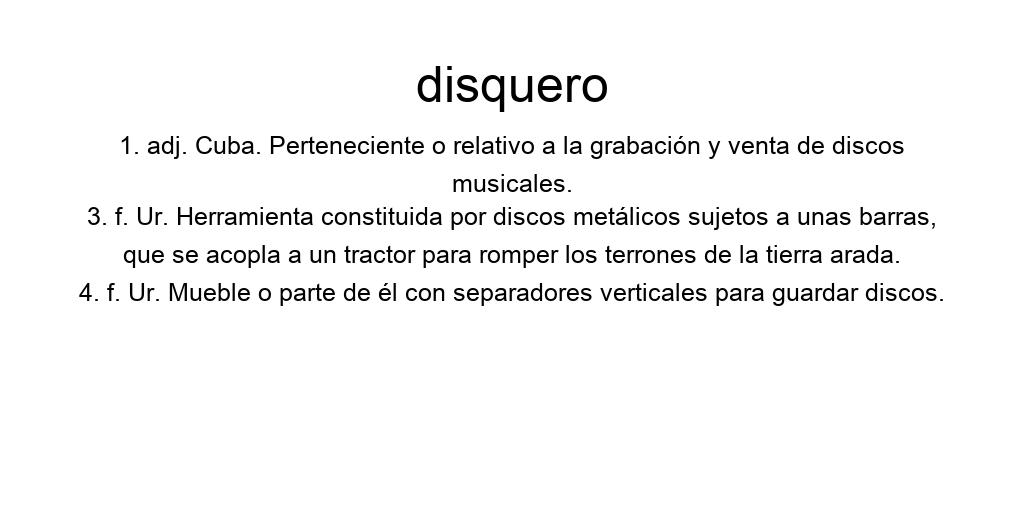 disquero
1. adj. Cuba. Perteneciente o relativo a la grabación y venta de discos
musicales.
3. f. Ur. Herramienta constituida por discos metálicos sujetos a unas barras,
que se acopla a un tractor para romper los terrones de la tierra arada.
4. f. Ur. Mueble o parte de él con separadores verticales para guardar discos.